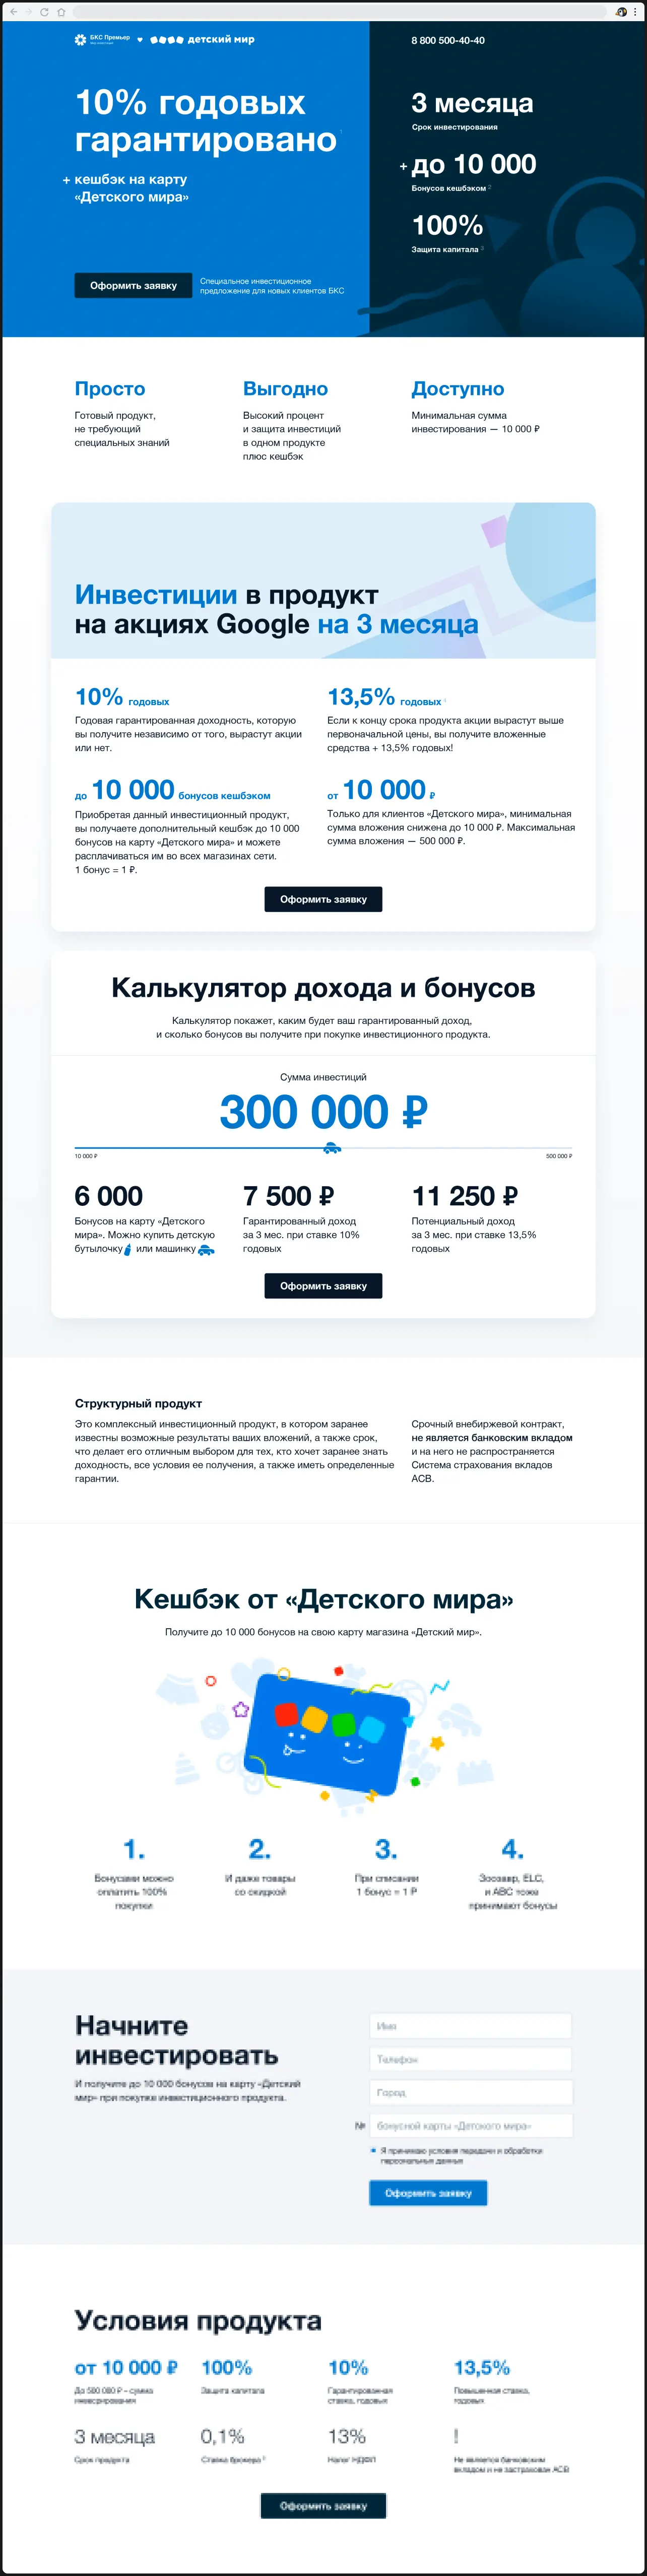 БКС Премьер
детский мир
8 800 500-40-40
10% годовых
гарантировано 1
+ кешбэк на карту
«Детского мира»
Оформить заявку
Специальное инвестиционное
предложение для новых клиентов БКС
3 месяца
Срок инвестирования
+ до 10 000
Бонусов кешбэком 2
100%
Защита капитала 3
Просто
Готовый продукт,
не требующий
специальных знаний
Выгодно
Высокий процент
и защита инвестиций
в одном продукте
плюс кешбэк
Доступно
Минимальная сумма
инвестирования — 10 000 ₽
Инвестиции в продукт
на акциях Google на 3 месяца
10% годовых
Годовая гарантированная доходность, которую
вы получите независимо от того, вырастут акции
или нет.
13,5% годовых 4
Если к концу срока продукта акции вырастут выше
первоначальной цены, вы получите вложенные
средства + 13,5% годовых!
до 10 000 бонусов кешбэком
Приобретая данный инвестиционный продукт,
вы получаете дополнительный кешбэк до 10 000
бонусов на карту «Детского мира» и можете
расплачиваться им во всех магазинах сети.
1 бонус = 1 ₽.
от 10 000 ₽
Только для клиентов «Детского мира», минимальная
сумма вложения снижена до 10 000 ₽. Максимальная
сумма вложения — 500 000 ₽.
Оформить заявку
Калькулятор дохода и бонусов
Калькулятор покажет, каким будет ваш гарантированный доход,
и сколько бонусов вы получите при покупке инвестиционного продукта.
Сумма инвестиций
300 000 ₽
10 000 ₽
500 000 ₽
6 000
Бонусов на карту «Детского
мира». Можно купить детскую
бутылочку или машинку
7 500 ₽
Гарантированный доход
за 3 мес. при ставке 10%
годовых
11 250 ₽
Потенциальный доход
за 3 мес. при ставке 13,5%
годовых
Оформить заявку
Структурный продукт
Это комплексный инвестиционный продукт, в котором заранее
известны возможные результаты ваших вложений, а также срок,
что делает его отличным выбором для тех, кто хочет заранее знать
доходность, все условия ее получения, а также иметь определенные
гарантии.
Срочный внебиржевой контракт,
не является банковским вкладом
и на него не распространяется
Система страхования вкладов
АСВ.
Кешбэк от «Детского мира»
Получите до 10 000 бонусов на свою карту магазина «Детский мир».
1.
Бонусами можно
оплатить 100%
покупки
2.
И даже товары
со скидкой
3.
При списании
1 бонус = 1 Р
4.
Зоозавр, ELC,
и ABC тоже
принимают бонусы
Начните
инвестировать
И получите до 10 000 бонусов на карту «Детский
мир» при покупке инвестиционного продукта.
Имя
Телефон
Город
№ бонусной карты «Детского мира»
Я принимаю условия передачи и обработки
персональных данных
Оформить заявку
Условия продукта
от 10 000 ₽
До 500 000 ₽ – сумма
инвестирования
100%
Защита капитала
10%
Гарантированная
ставка, годовых
13,5%
Повышенная ставка,
годовых
3 месяца
Срок продукта
0,1%
Ставка брокера
13%
Налог НДФЛ
!
Не является банковским
вкладом и не застрахован АСВ
Оформить заявку